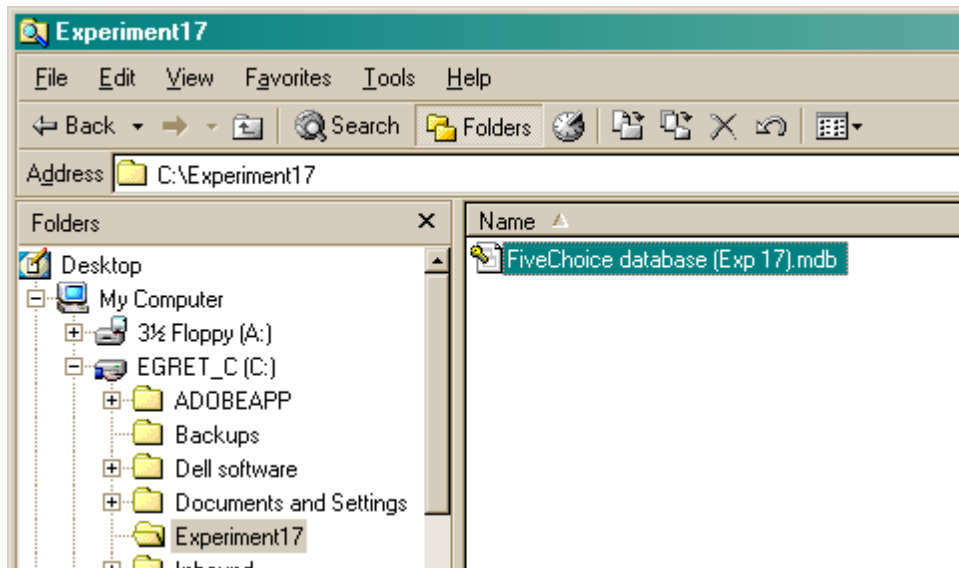 Experiment17
File Edit View Favorites Tools Help
Back Search Folders
Address C:\Experiment17
Folders
Name
FiveChoice database (Exp 17).mdb
Desktop
My Computer
3½ Floppy (A:)
EGRET_C (C:)
ADOBEAPP
Backups
Dell software
Documents and Settings
Experiment17